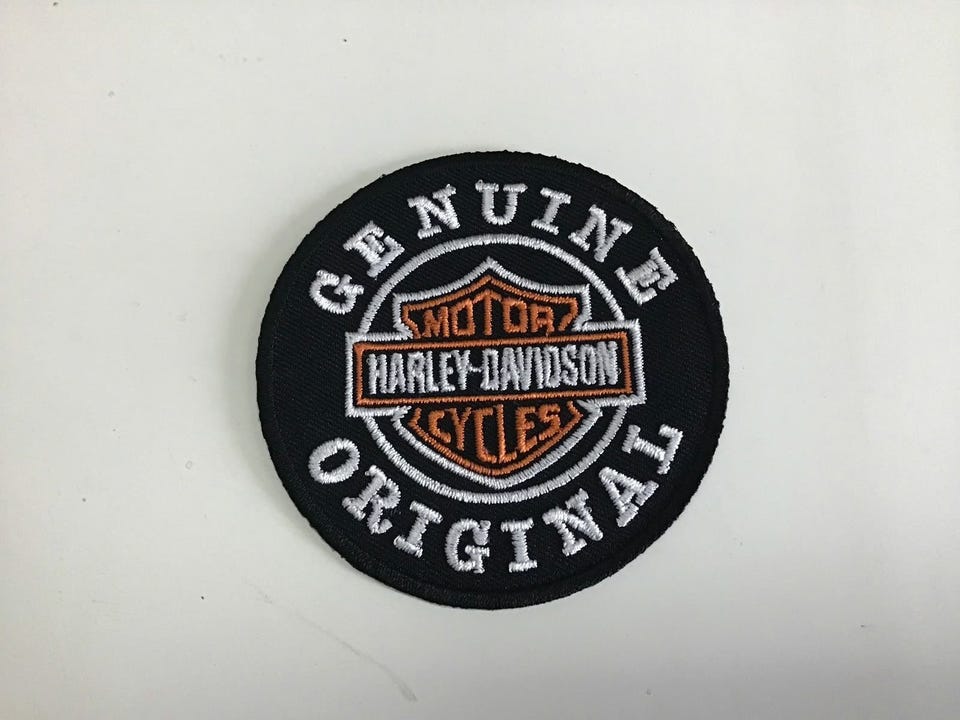 GENUINE
MOTOR
HARLEY-DAVIDSON
CYCLES
ORIGINAL